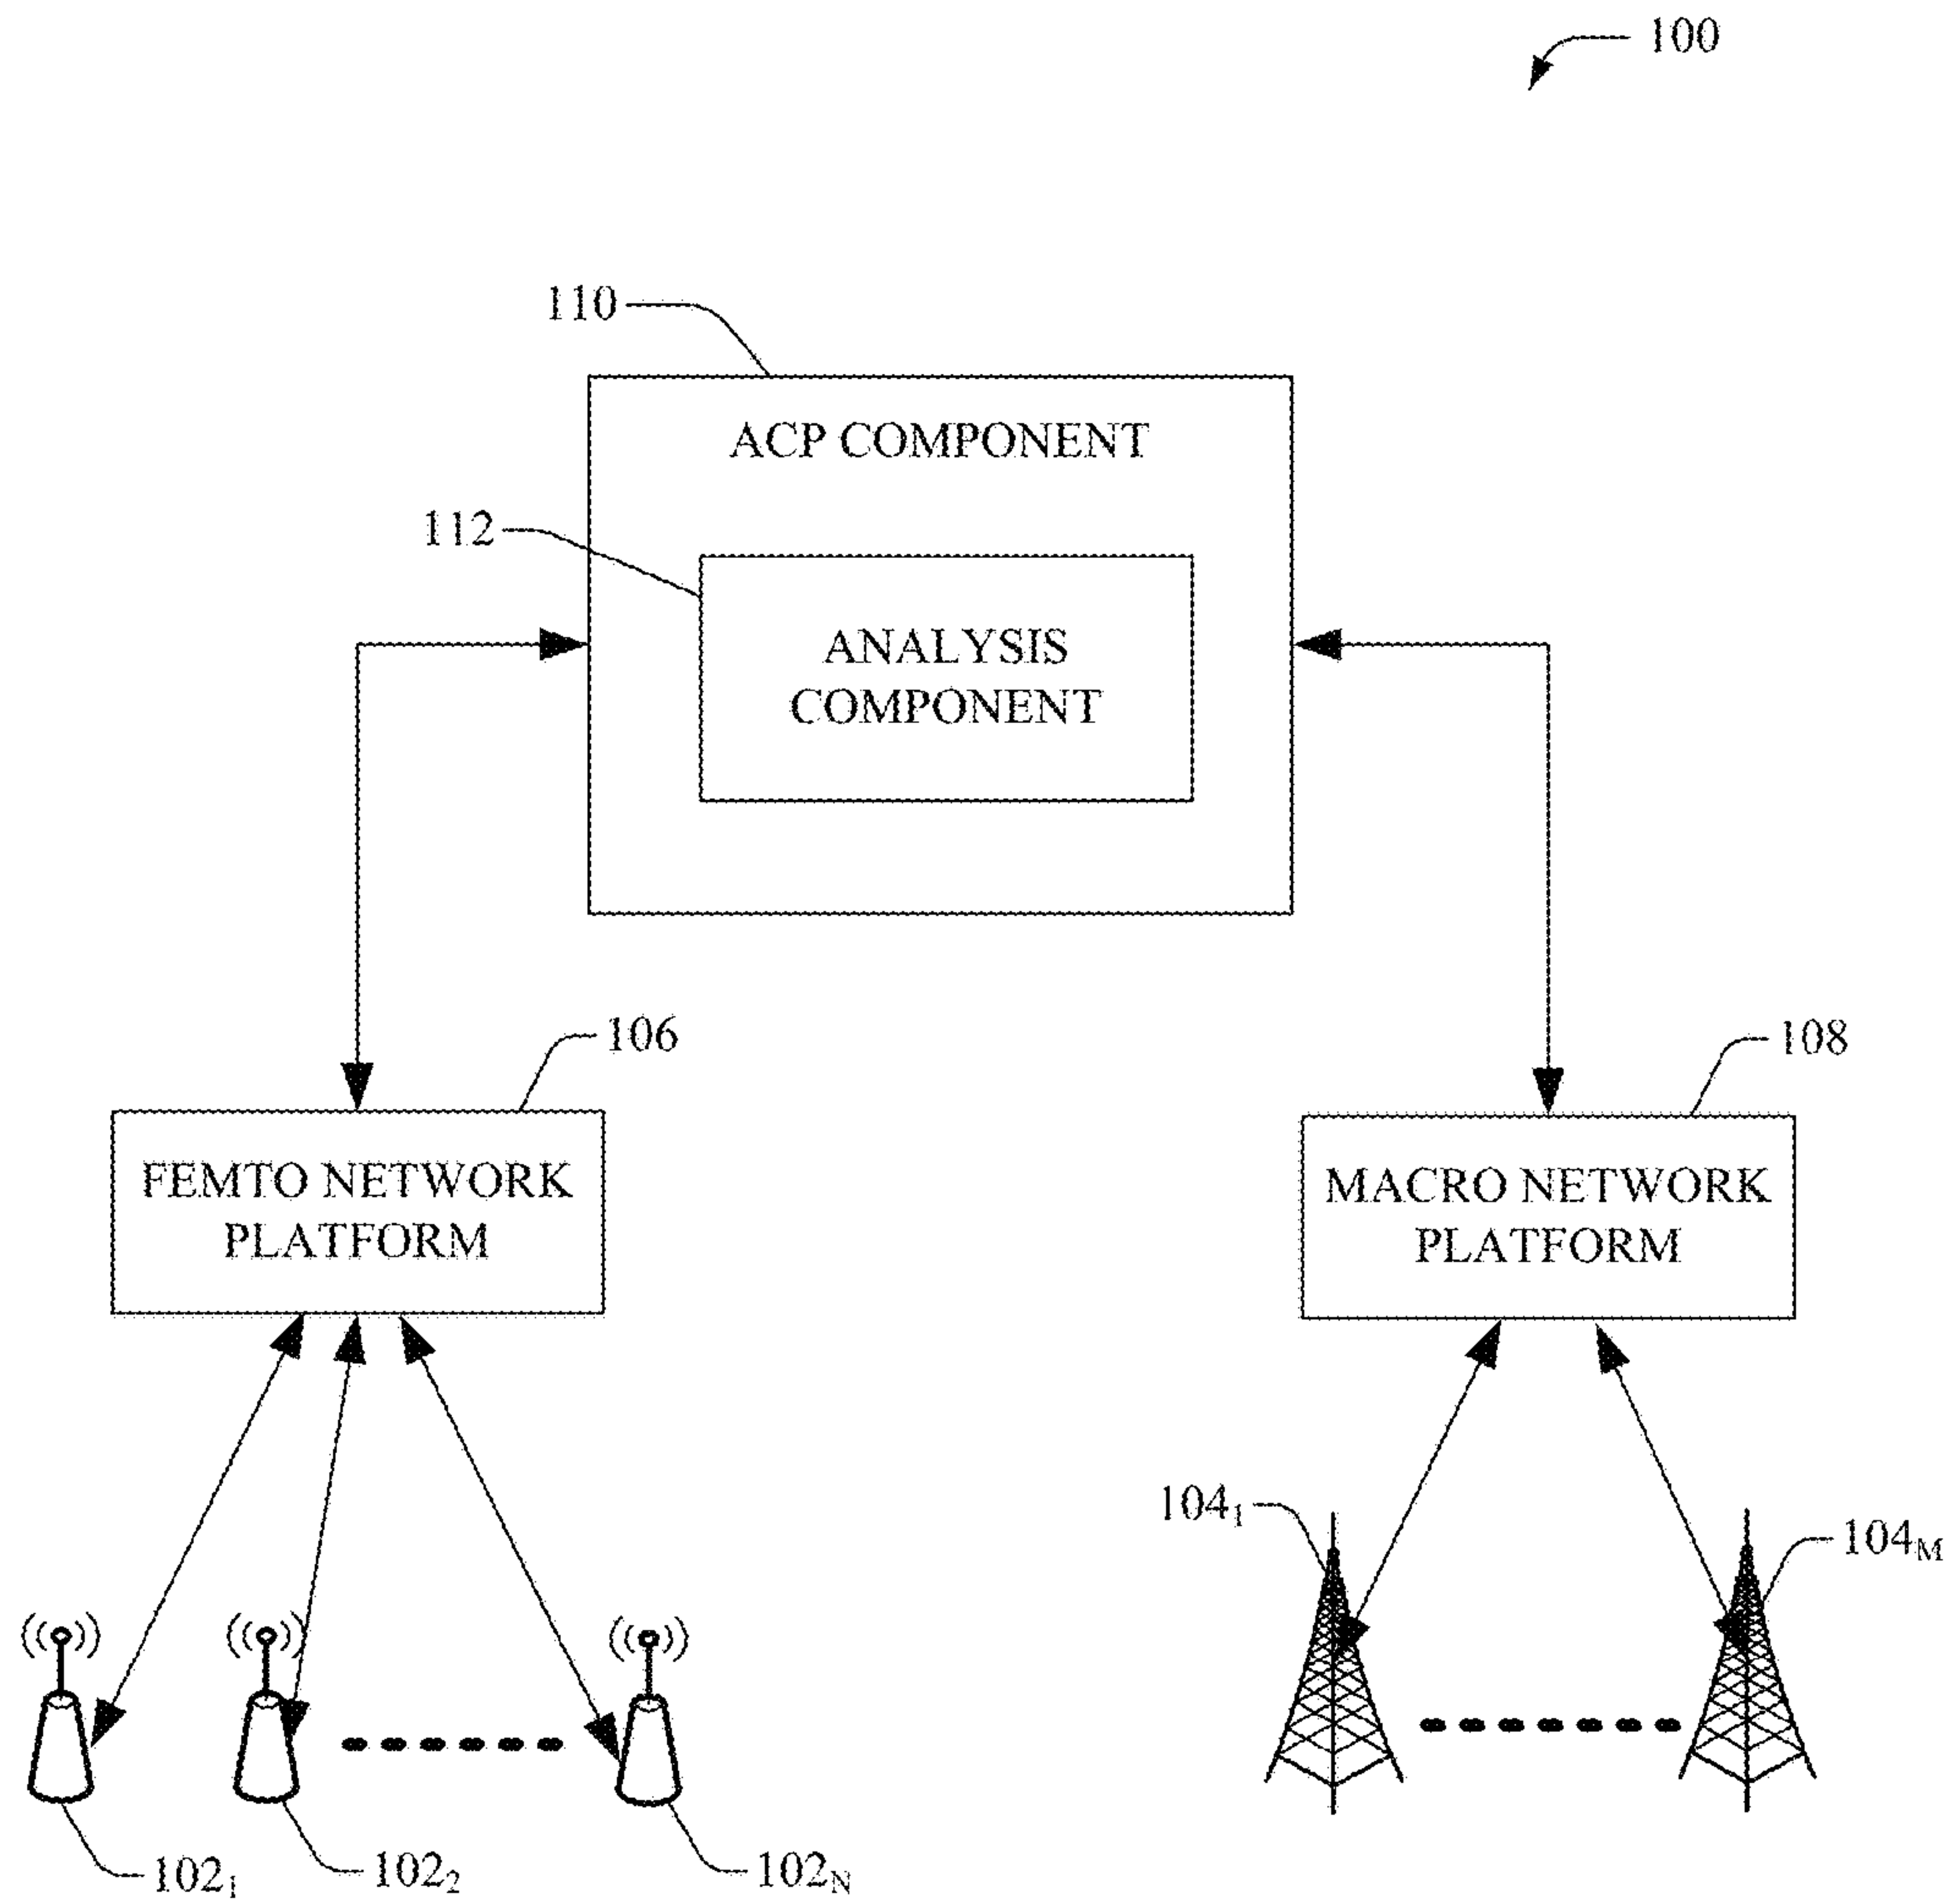 100
110
ACP COMPONENT
112
ANALYSIS
COMPONENT
106
108
FEMTO NETWORK
PLATFORM
MACRO NETWORK
PLATFORM
104₁
104M
102₁
102₂
102N